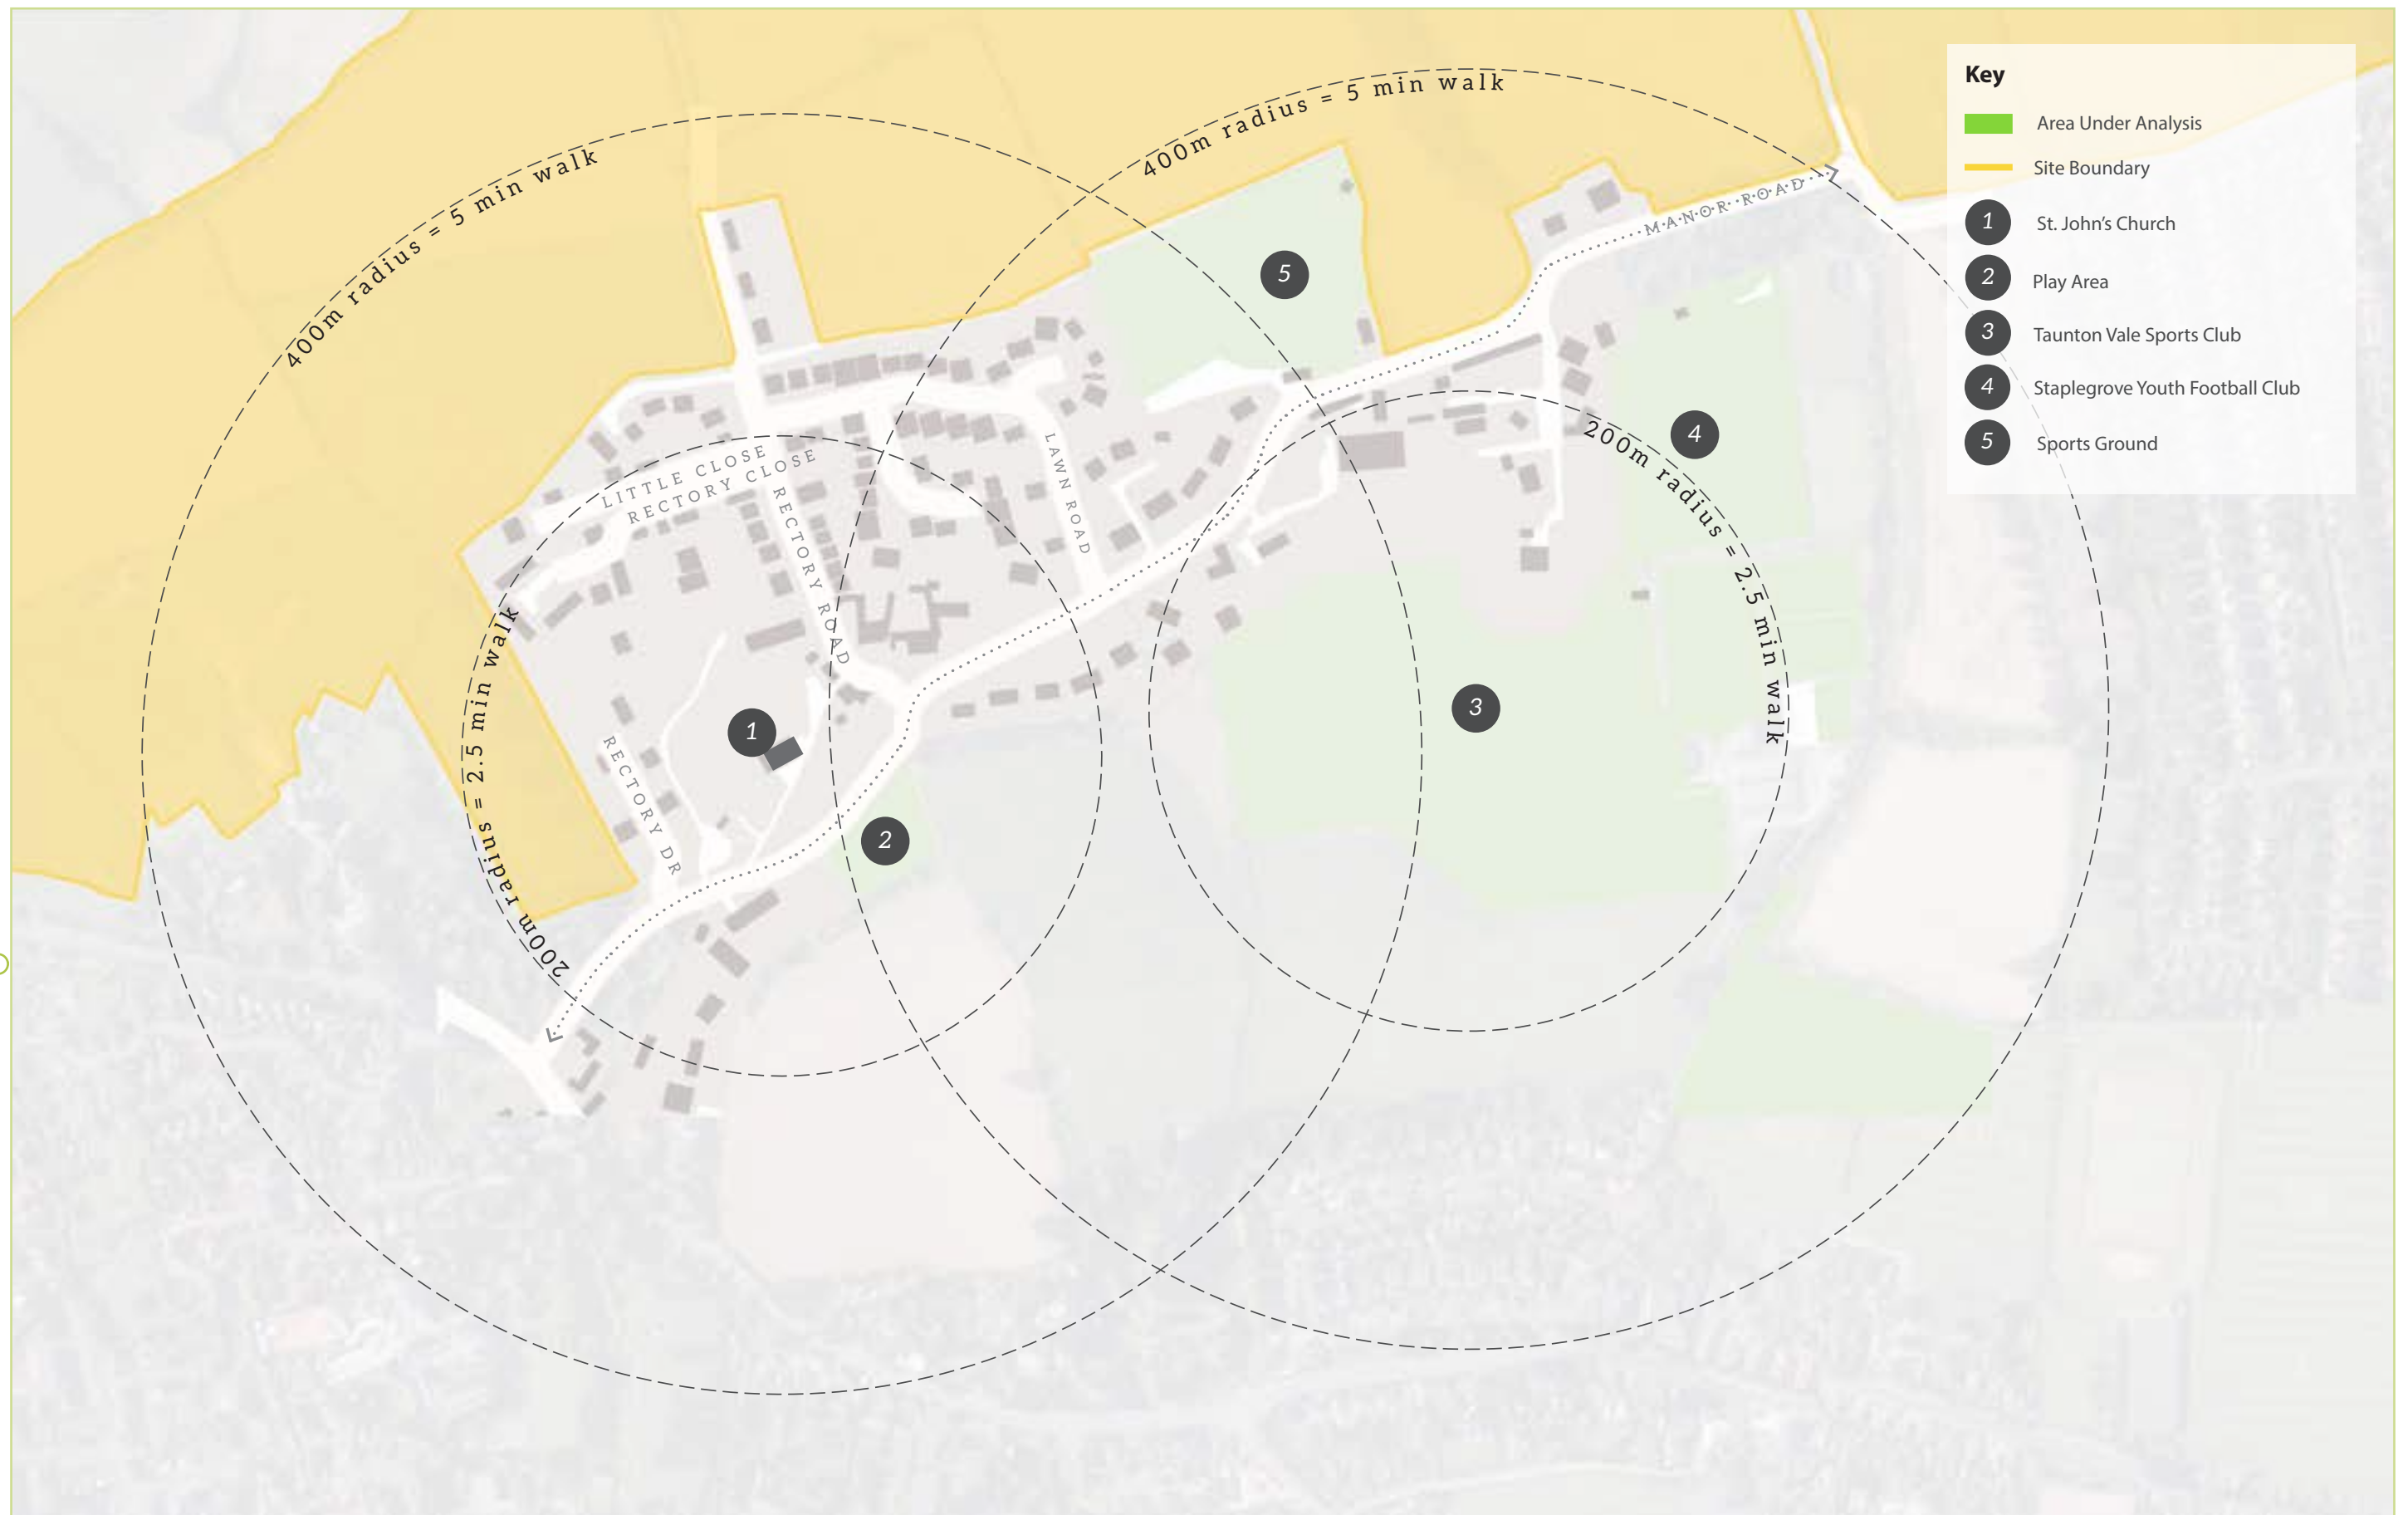 400m radius = 5 min walk
400m radius = 5 min walk
Key
Area Under Analysis
Site Boundary
1 St. John's Church
2 Play Area
3 Taunton Vale Sports Club
4 Staplegrove Youth Football Club
5 Sports Ground
MANOR ROAD
5
4
200m radius = 2.5 min walk
LITTLE CLOSE
RECTORY CLOSE
RECTORY ROAD
LAWN ROAD
200m radius = 2.5 min walk
1
3
RECTORY DR
2